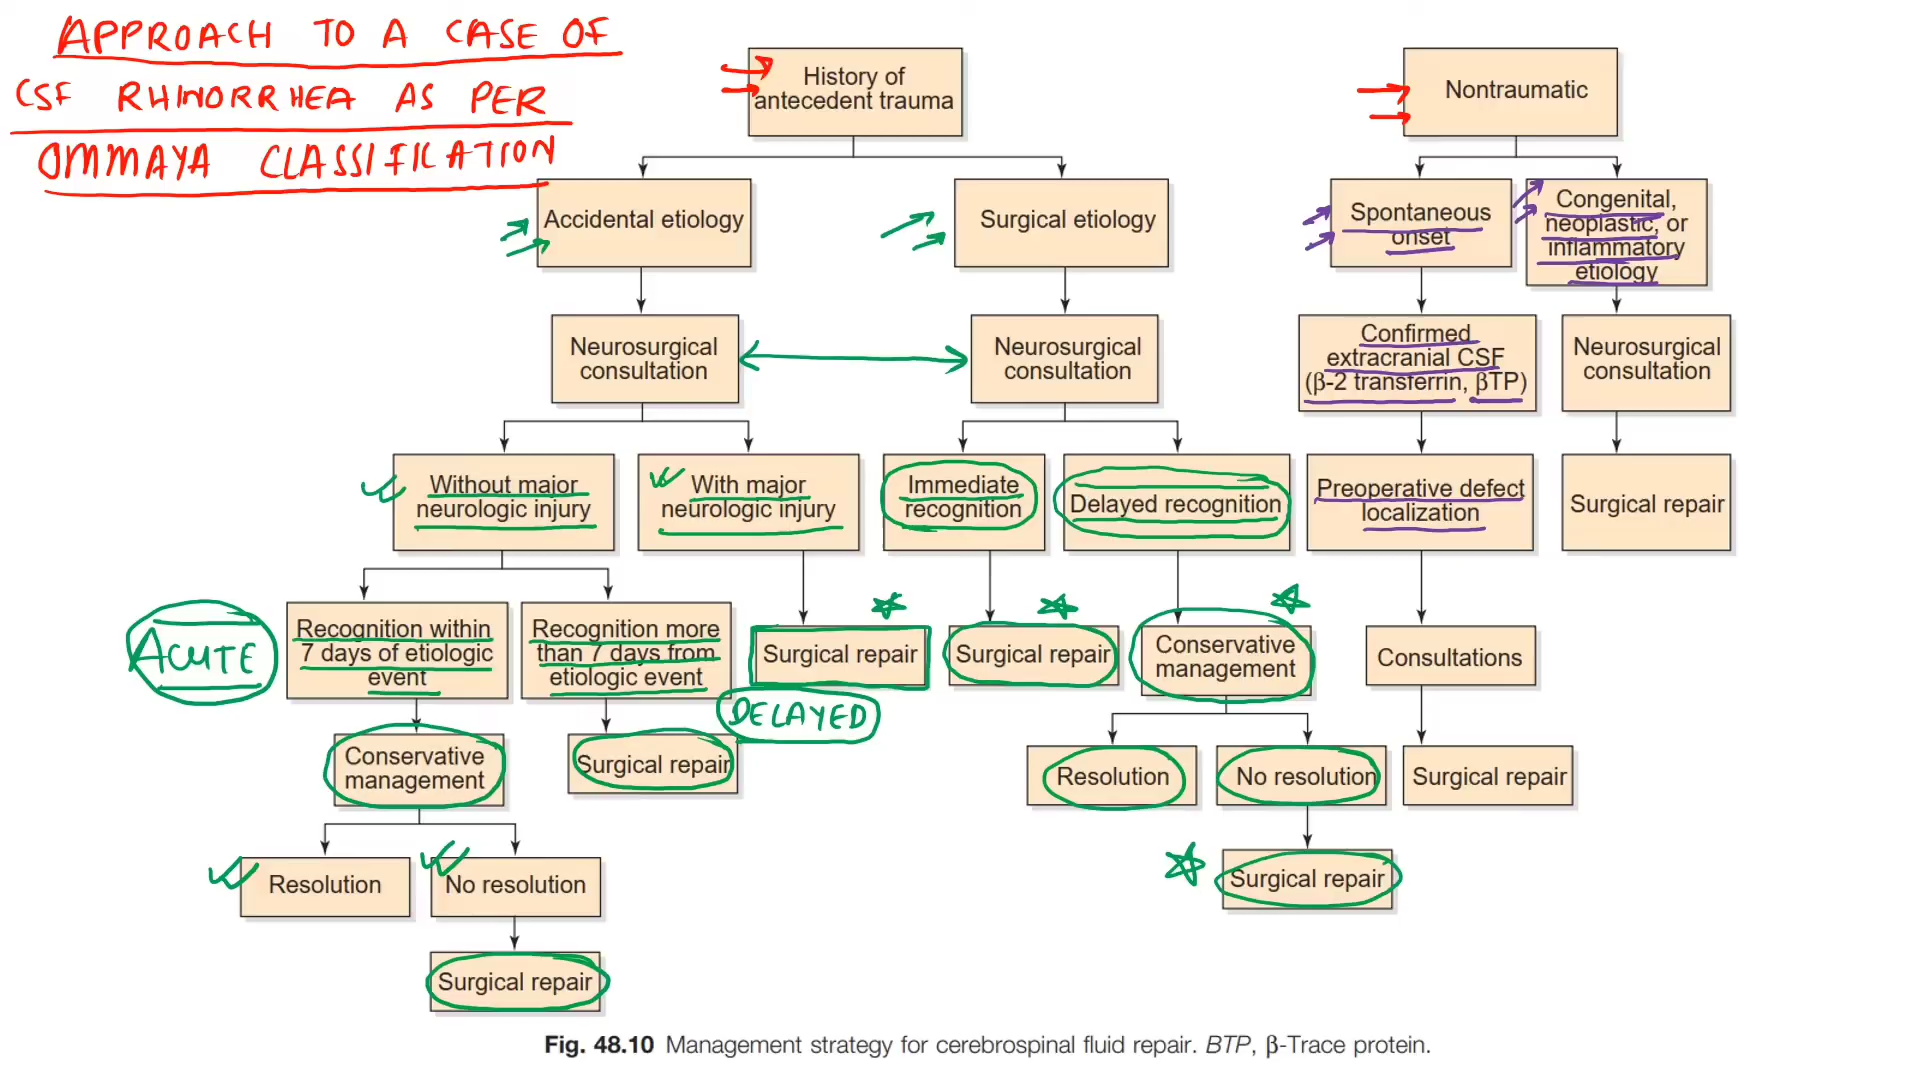 APPROACH TO A CASE OF
CSF RHINORRHEA AS PER
OMMAYA CLASSIFICATION
History of
antecedent trauma
Nontraumatic
Accidental etiology
Surgical etiology
Spontaneous
onset
Congenital,
neoplastic, or
inflammatory
etiology
Neurosurgical
consultation
Neurosurgical
consultation
Confirmed
extracranial CSF
(β-2 transferrin, βTP)
Neurosurgical
consultation
Without major
neurologic injury
With major
neurologic injury
Immediate
recognition
Delayed recognition
Preoperative defect
localization
Surgical repair
ACUTE
Recognition within
7 days of etiologic
event
Recognition more
than 7 days from
etiologic event
Surgical repair
Surgical repair
Conservative
management
Consultations
DELAYED
Conservative
management
Surgical repair
Resolution
No resolution
Surgical repair
Resolution
No resolution
Surgical repair
Surgical repair
Fig. 48.10 Management strategy for cerebrospinal fluid repair. BTP, β-Trace protein.